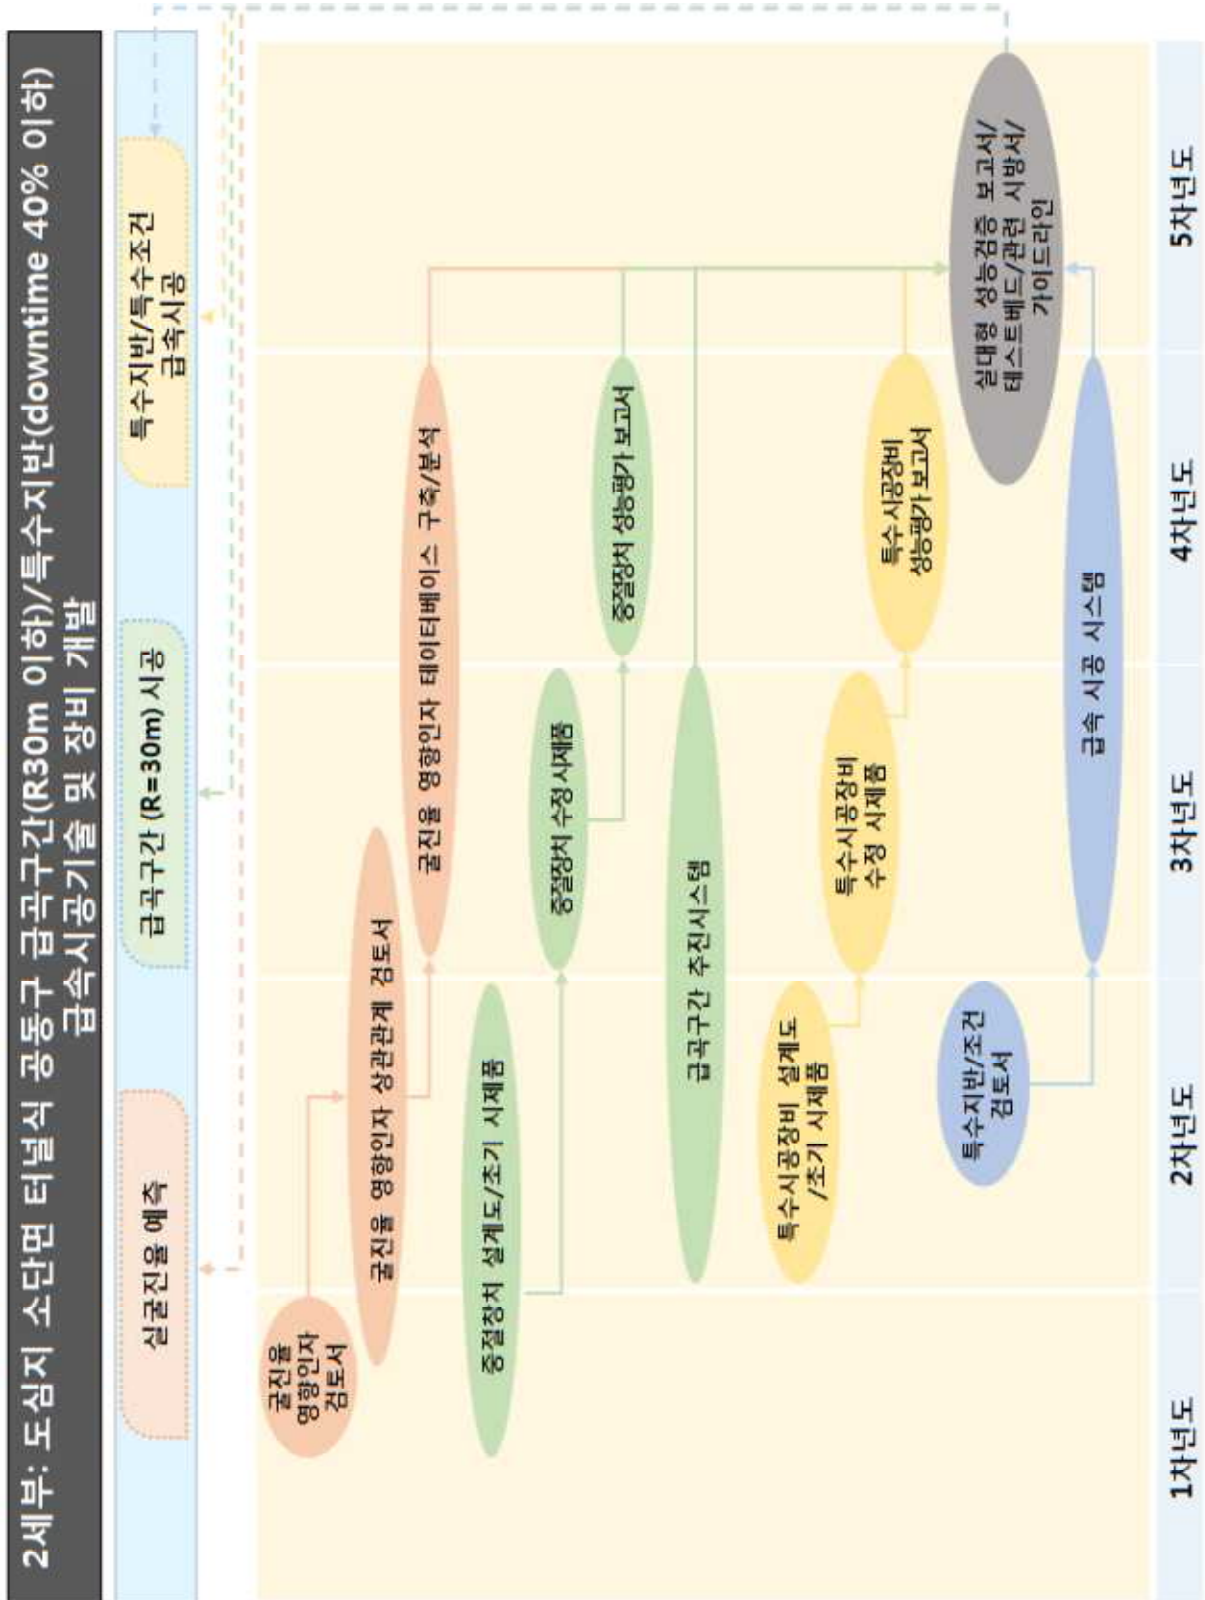 2세부: 도심지 소단면 터널식 공동구 급곡구간(R30m 이하)/특수지반(downtime 40% 이하)
급속시공기술 및 장비 개발
실굴진율 예측
급곡구간 (R=30m) 시공
특수지반/특수조건
급속시공
굴진율
영향인자
검토서
굴진율 영향인자 상관관계 검토서
굴진율 영향인자 테이터베이스 구축/분석
중절장치 설계도/초기 시제품
중절장치 수정 시제품
중절장치 성능평가 보고서
급곡구간 추진시스템
특수시공장비 설계도
/초기 시제품
특수시공장비
수정 시제품
특수 시공장비
성능평가 보고서
특수지반/조건
검토서
급속 시공 시스템
실대형 성능검증 보고서/
테스트베드/관련 시방서/
가이드라인
1차년도
2차년도
3차년도
4차년도
5차년도